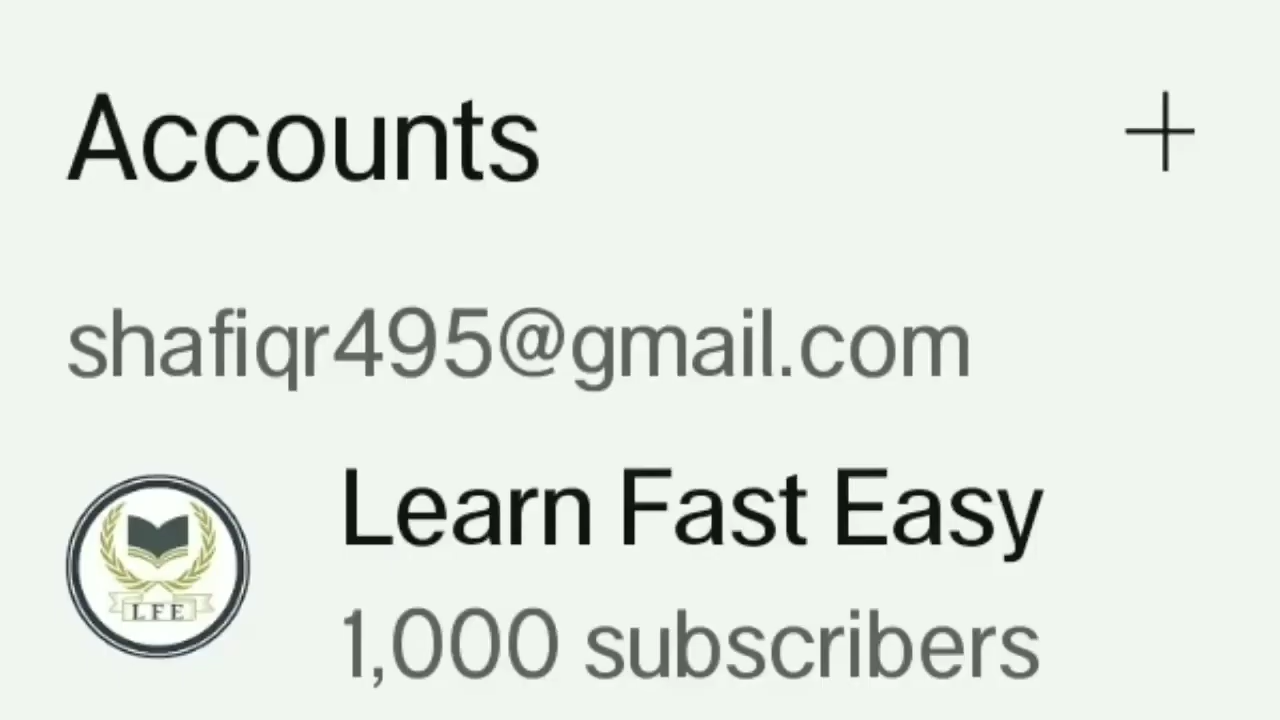 Accounts
shafiqr495@gmail.com
Learn Fast Easy
LFE
1,000 subscribers